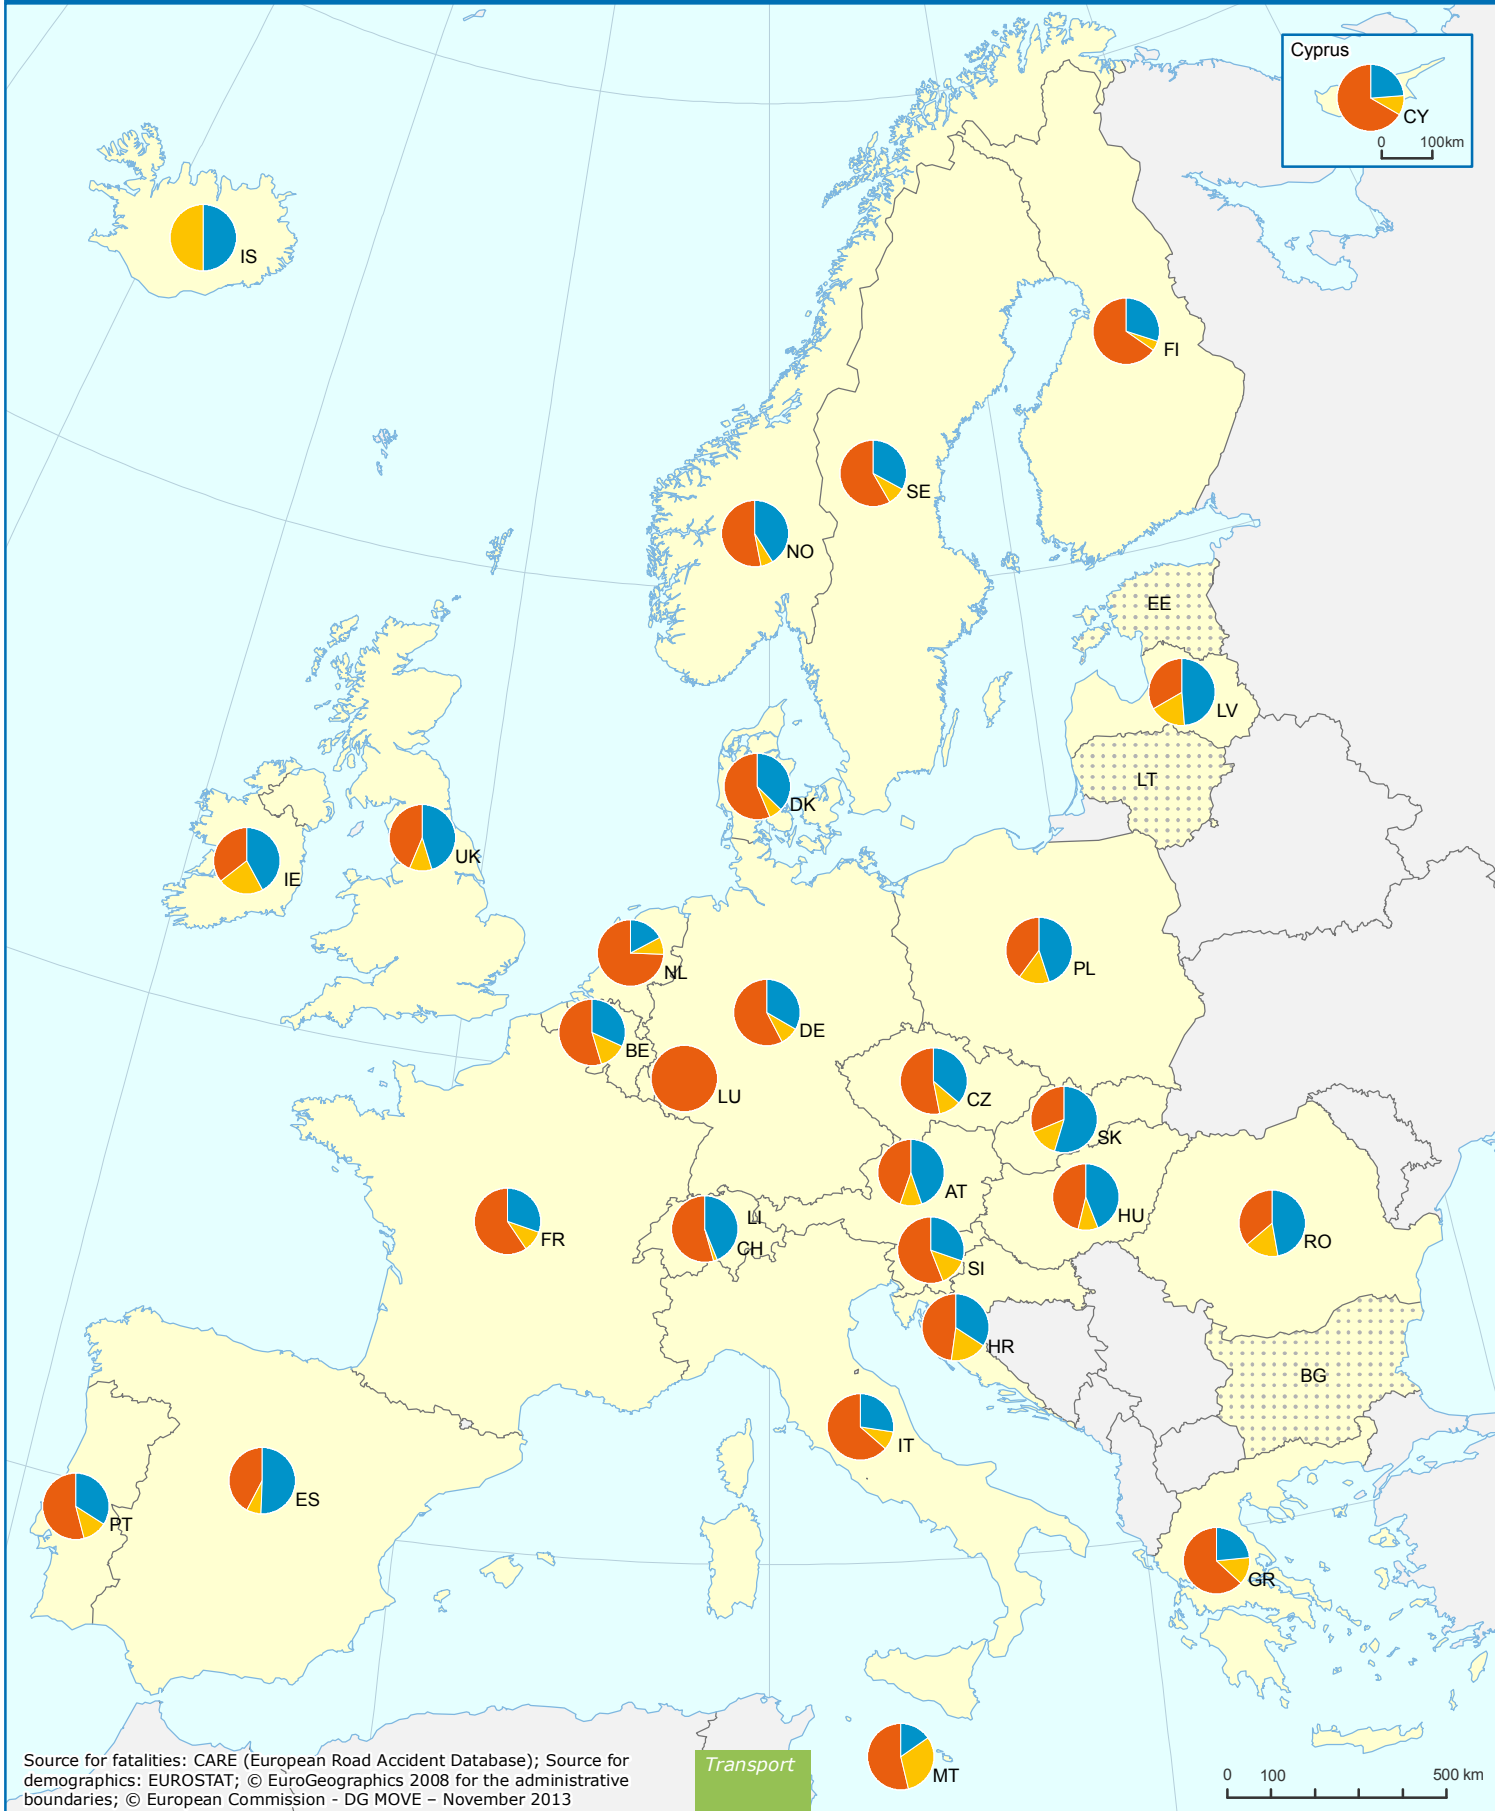 Cyprus
CY
0 100km
IS
FI
SE
NO
EE
LV
LT
DK
UK
IE
NL
PL
DE
BE
LU
CZ
SK
AT
HU
LI
CH
FR
SI
RO
HR
BG
IT
ES
PT
GR
MT
Source for fatalities: CARE (European Road Accident Database); Source for
demographics: EUROSTAT; © EuroGeographics 2008 for the administrative
boundaries; © European Commission - DG MOVE – November 2013
Transport
0 100 500 km